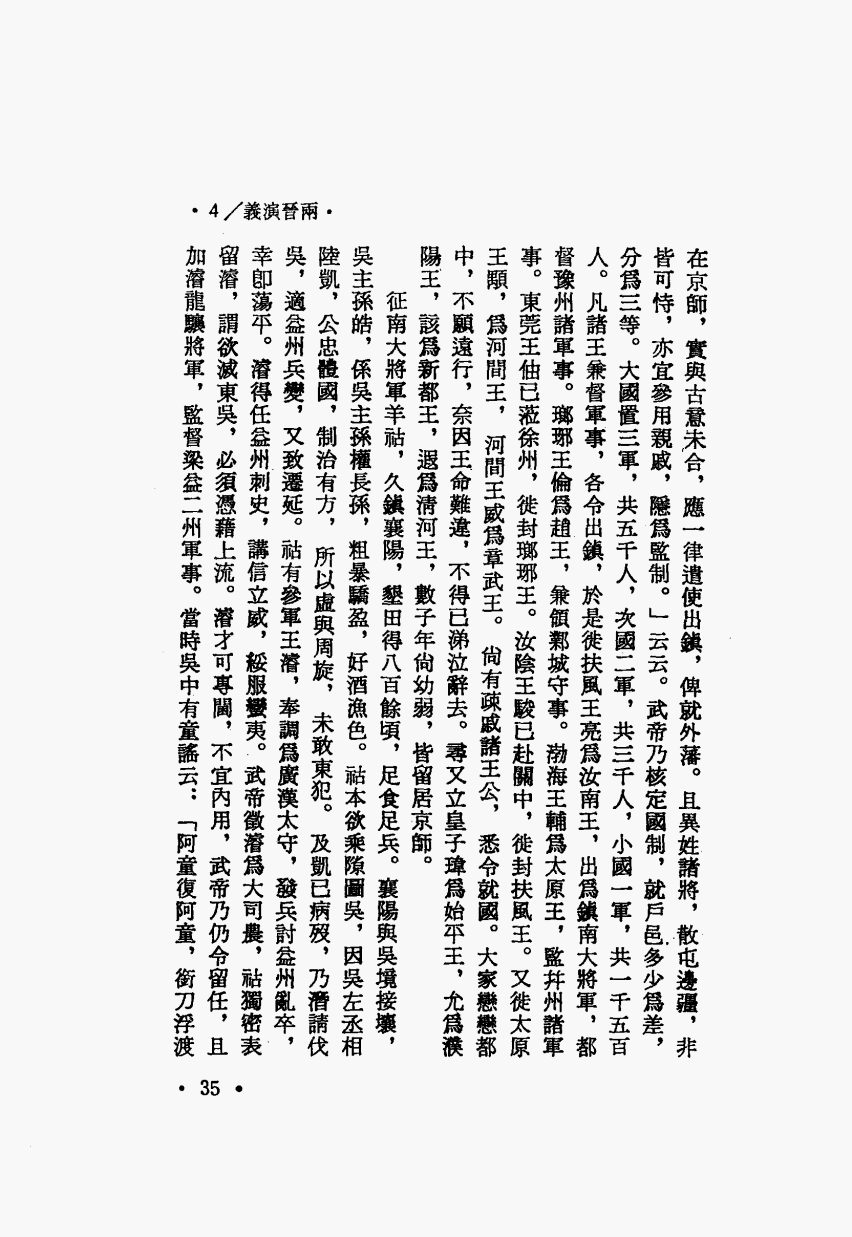 •4／義演晉兩•
在京師，實與古意未合，應一律遣使出鎮，俾就外藩。且異姓諸將，散屯邊疆，非
皆可恃，亦宜參用親戚，隱爲監制。」云云。武帝乃核定國制，就戶邑多少爲差，
分爲三等。大國置三軍，共五千人，次國二軍，共三千人，小國一軍，共一千五百
人。凡諸王兼督軍事，各令出鎮，於是徙扶風王亮爲汝南王，出爲鎮南大將軍，都
督豫州諸軍事。瑯琊王倫爲趙王，兼領鄴城守事。渤海王輔爲太原王，監幷州諸軍
事。東莞王伷已蒞徐州，徙封瑯琊王。汝陰王駿已赴關中，徙封扶風王。又徙太原
王顒，爲河間王，河間王威爲章武王。尙有疎戚諸王公，悉令就國。大家戀戀都
中，不願遠行，奈因王命難違，不得已涕泣辭去。尋又立皇子瑋爲始平王，允爲濮
陽王，該爲新都王，遐爲清河王，數子年尙幼弱，皆留居京師。
征南大將軍羊祜，久鎮襄陽，墾田得八百餘頃，足食足兵。襄陽與吳境接壤，
吳主孫皓，係吳主孫權長孫，粗暴驕盈，好酒漁色。祜本欲乘隙圖吳，因吳左丞相
陸凱，公忠體國，制治有方，所以虛與周旋，未敢東犯。及凱已病歿，乃潛請伐
吳，適益州兵變，又致遷延。祜有參軍王濬，奉調爲廣漢太守，發兵討益州亂卒，
幸卽蕩平。濬得任益州刺史，講信立威，綏服蠻夷。武帝徵濬爲大司農，祜獨密表
留濬，謂欲滅東吳，必須憑藉上流。濬才可專閫，不宜內用，武帝乃仍令留任，且
加濬龍驤將軍，監督梁益二州軍事。當時吳中有童謠云：「阿童復阿童，銜刀浮渡
•35•